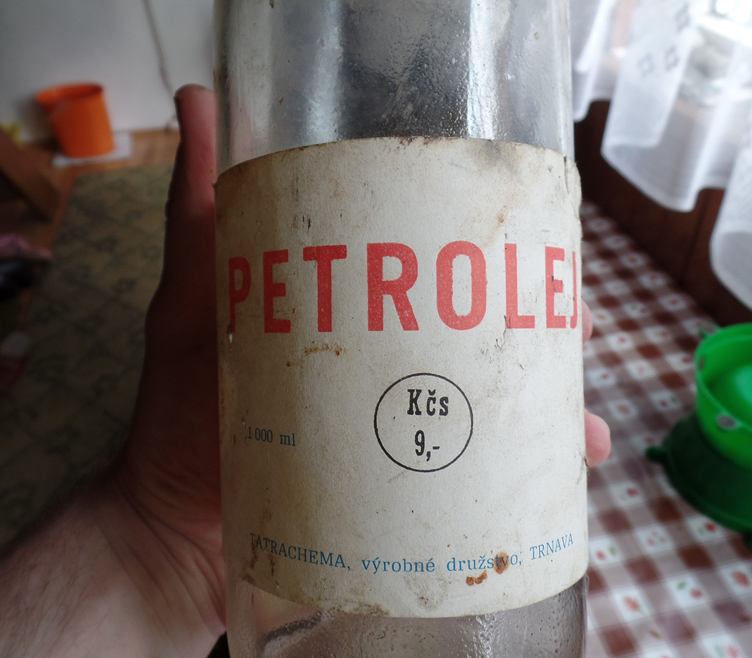 PETROLEJ
Kčs
9,-
1 000 ml
TATRACHEMA, výrobné družstvo, TRNAVA